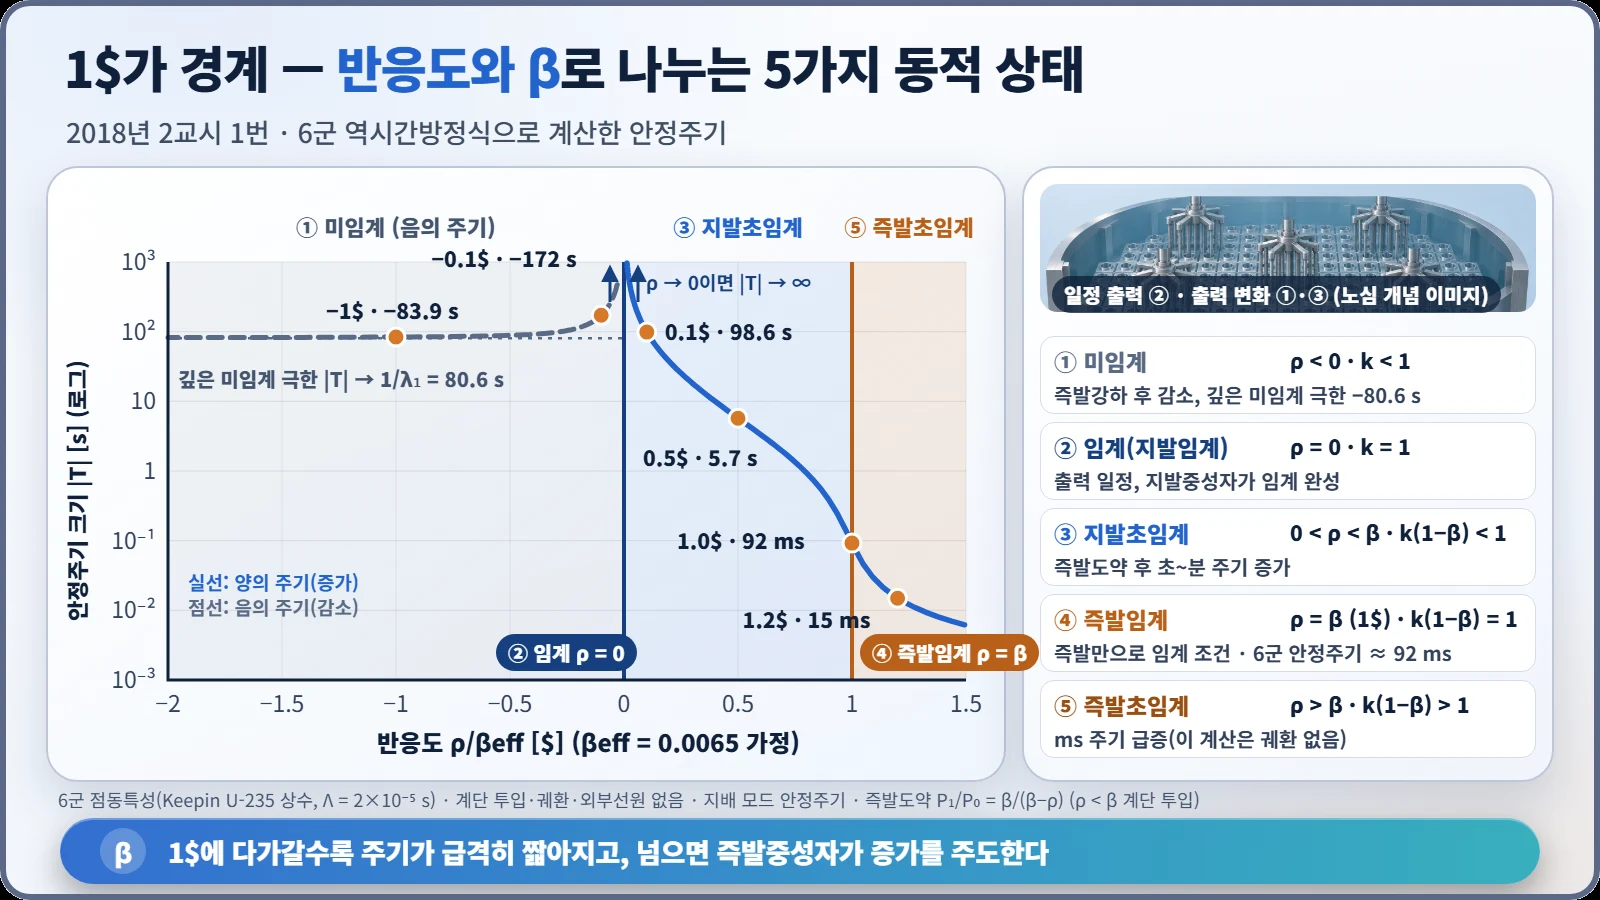 1$가 경계 — 반응도와 β로 나누는 5가지 동적 상태
2018년 2교시 1번 · 6군 역시간방정식으로 계산한 안정주기
① 미임계 (음의 주기)
③ 지발초임계
⑤ 즉발초임계
−0.1$ · −172 s
ρ → 0이면 |T| → ∞
−1$ · −83.9 s
0.1$ · 98.6 s
깊은 미임계 극한 |T| → 1/λ₁ = 80.6 s
0.5$ · 5.7 s
1.0$ · 92 ms
실선: 양의 주기(증가)
점선: 음의 주기(감소)
1.2$ · 15 ms
② 임계 ρ = 0
④ 즉발임계 ρ = β
안정주기 크기 |T| [s] (로그)
10³
10²
10
1
10⁻¹
10⁻²
10⁻³
−2 −1.5 −1 −0.5 0 0.5 1 1.5
반응도 ρ/βeff [$] (βeff = 0.0065 가정)
일정 출력 ② · 출력 변화 ①·③ (노심 개념 이미지)
① 미임계 ρ < 0 · k < 1
즉발강하 후 감소, 깊은 미임계 극한 −80.6 s
② 임계(지발임계) ρ = 0 · k = 1
출력 일정, 지발중성자가 임계 완성
③ 지발초임계 0 < ρ < β · k(1−β) < 1
즉발도약 후 초~분 주기 증가
④ 즉발임계 ρ = β (1$) · k(1−β) = 1
즉발만으로 임계 조건 · 6군 안정주기 ≈ 92 ms
⑤ 즉발초임계 ρ > β · k(1−β) > 1
ms 주기 급증(이 계산은 궤환 없음)
6군 점동특성(Keepin U-235 상수, Λ = 2×10⁻⁵ s) · 계단 투입·궤환·외부선원 없음 · 지배 모드 안정주기 · 즉발도약 P₁/P₀ = β/(β−ρ) (ρ < β 계단 투입)
β 1$에 다가갈수록 주기가 급격히 짧아지고, 넘으면 즉발중성자가 증가를 주도한다